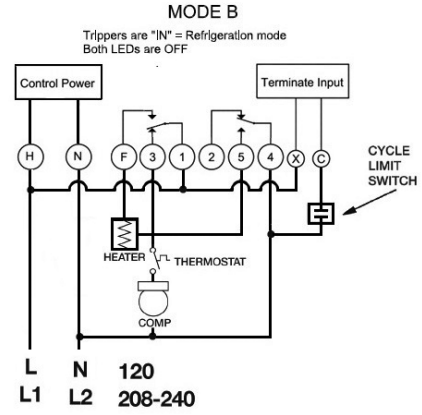 MODE B
Trippers are "IN" = Refrigeration mode
Both LEDs are OFF
Control Power
Terminate Input
H N F 3 1 2 5 4 X C
CYCLE
LIMIT
SWITCH
HEATER
THERMOSTAT
COMP
L N 120
L1 L2 208-240